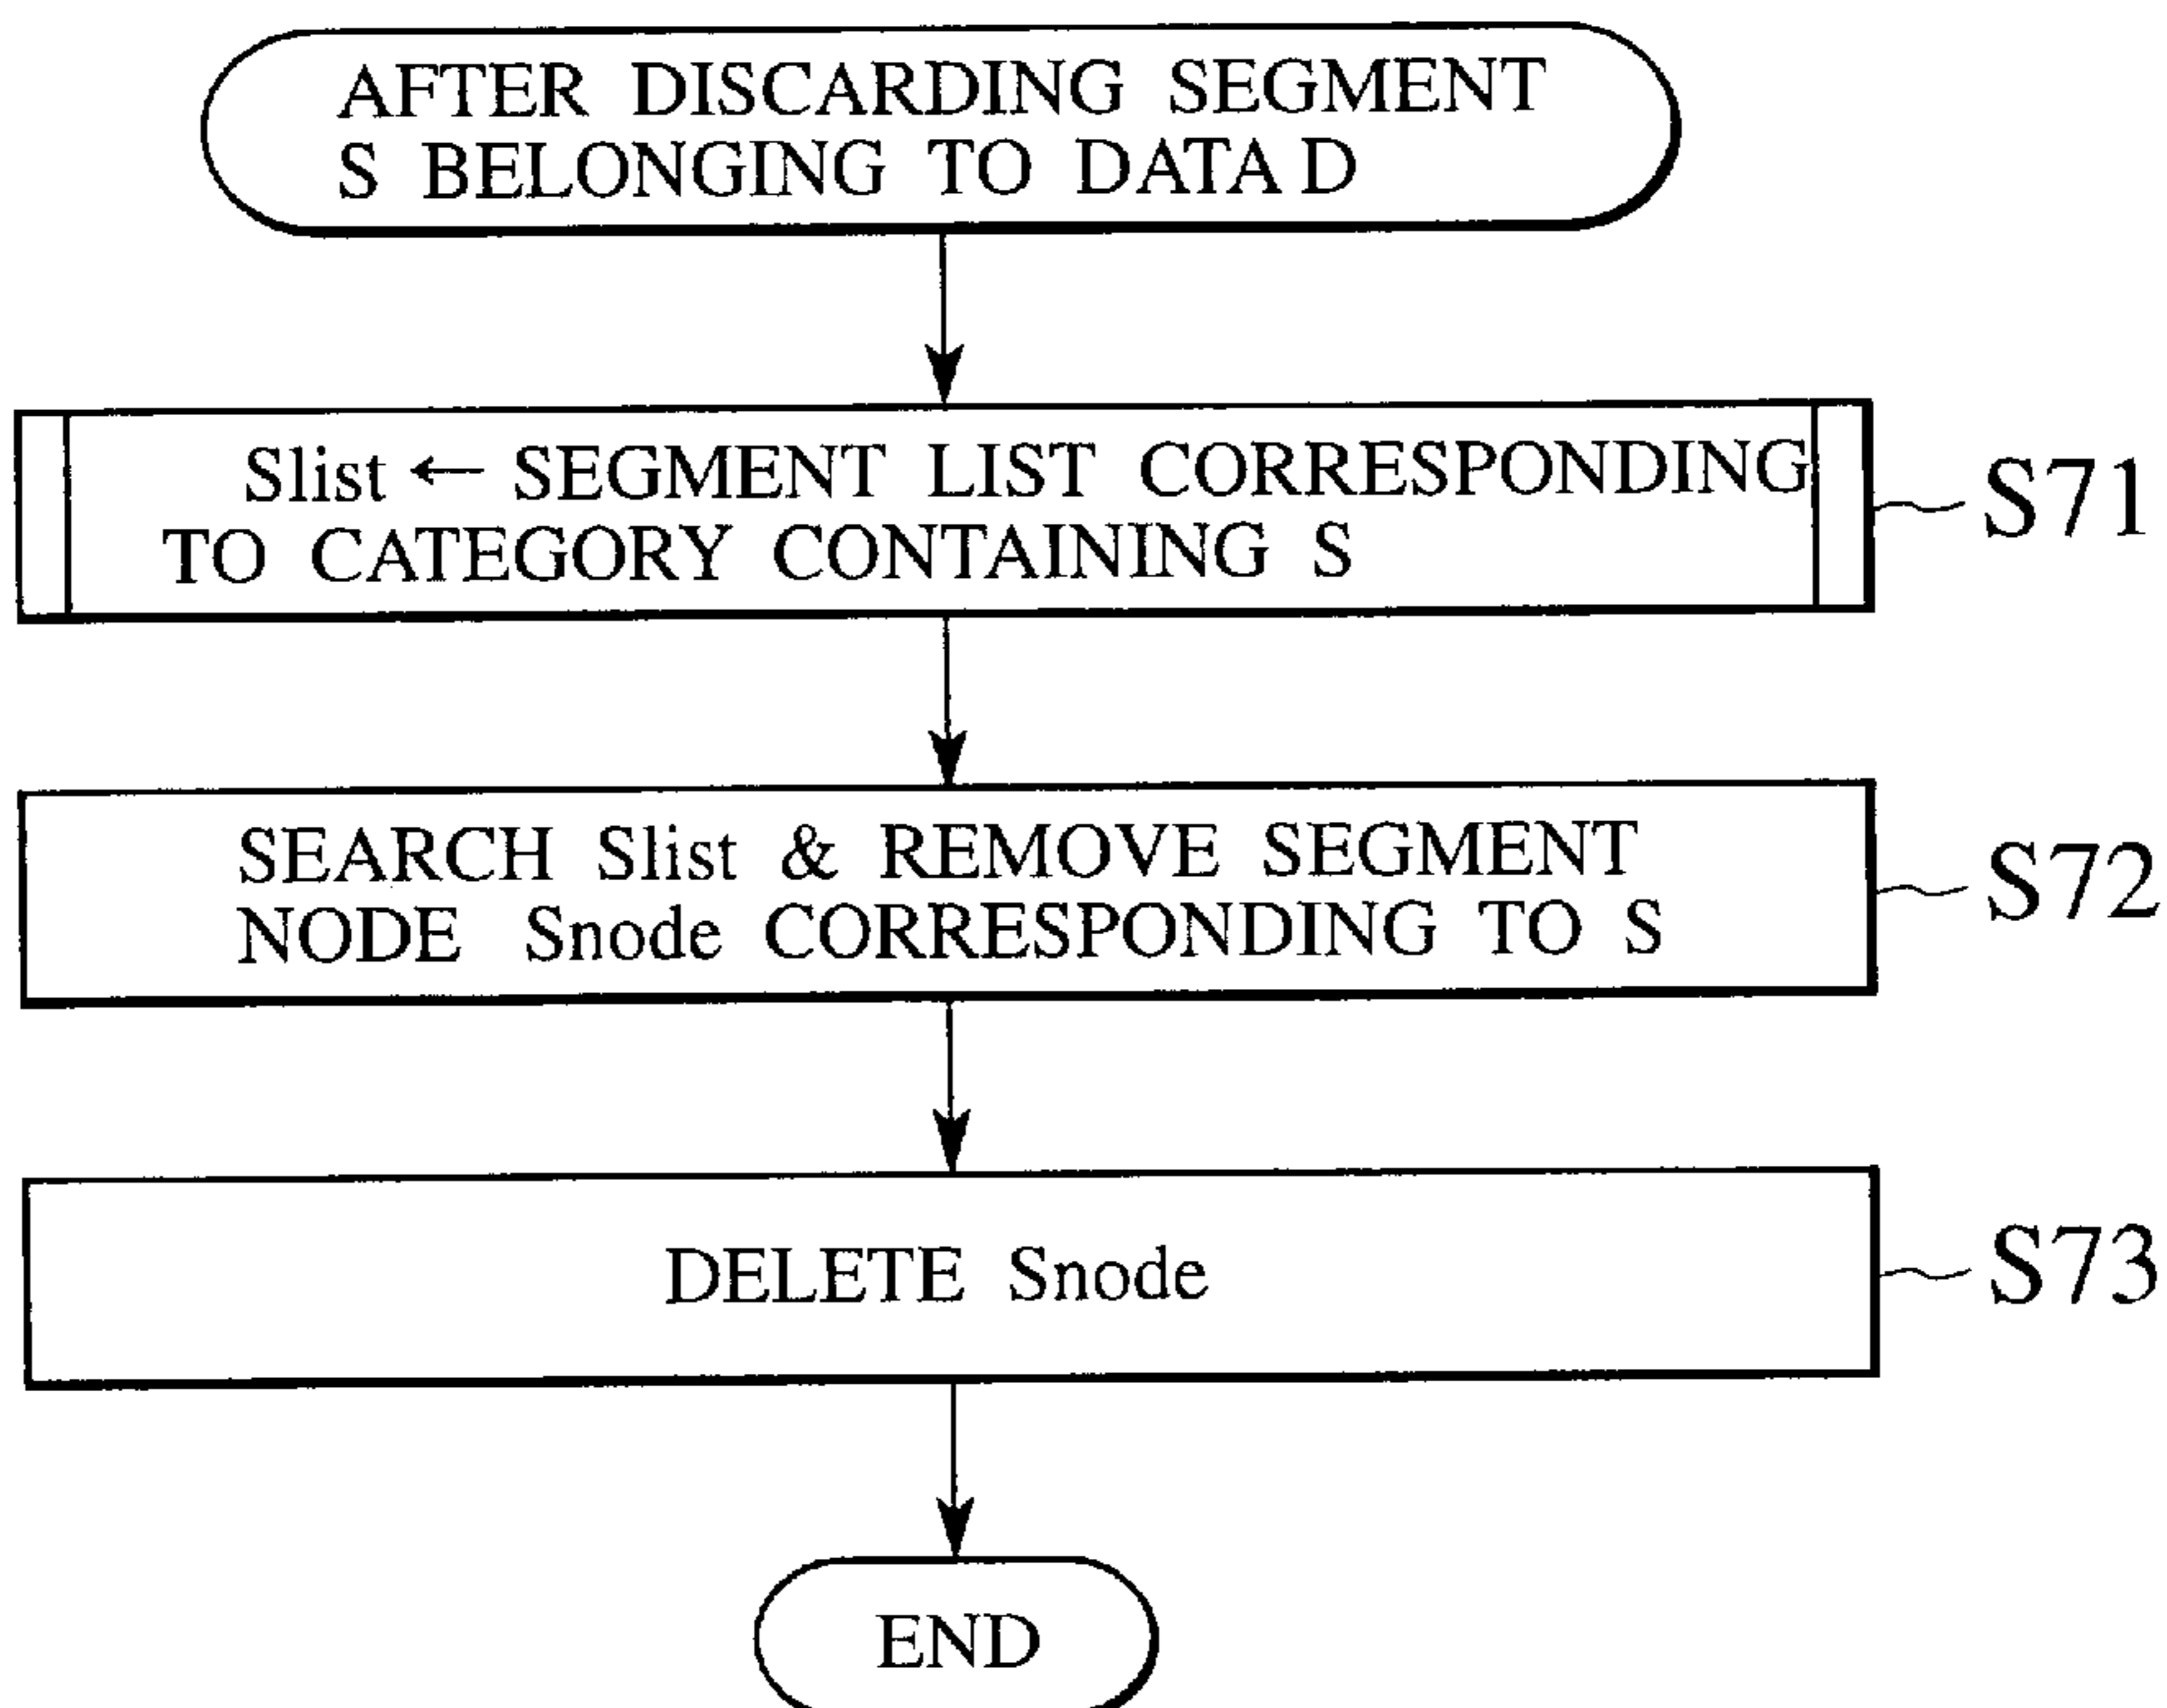 AFTER DISCARDING SEGMENT
S BELONGING TO DATA D
Slist ← SEGMENT LIST CORRESPONDING
TO CATEGORY CONTAINING S
S71
SEARCH Slist & REMOVE SEGMENT
NODE Snode CORRESPONDING TO S
S72
DELETE Snode
S73
END